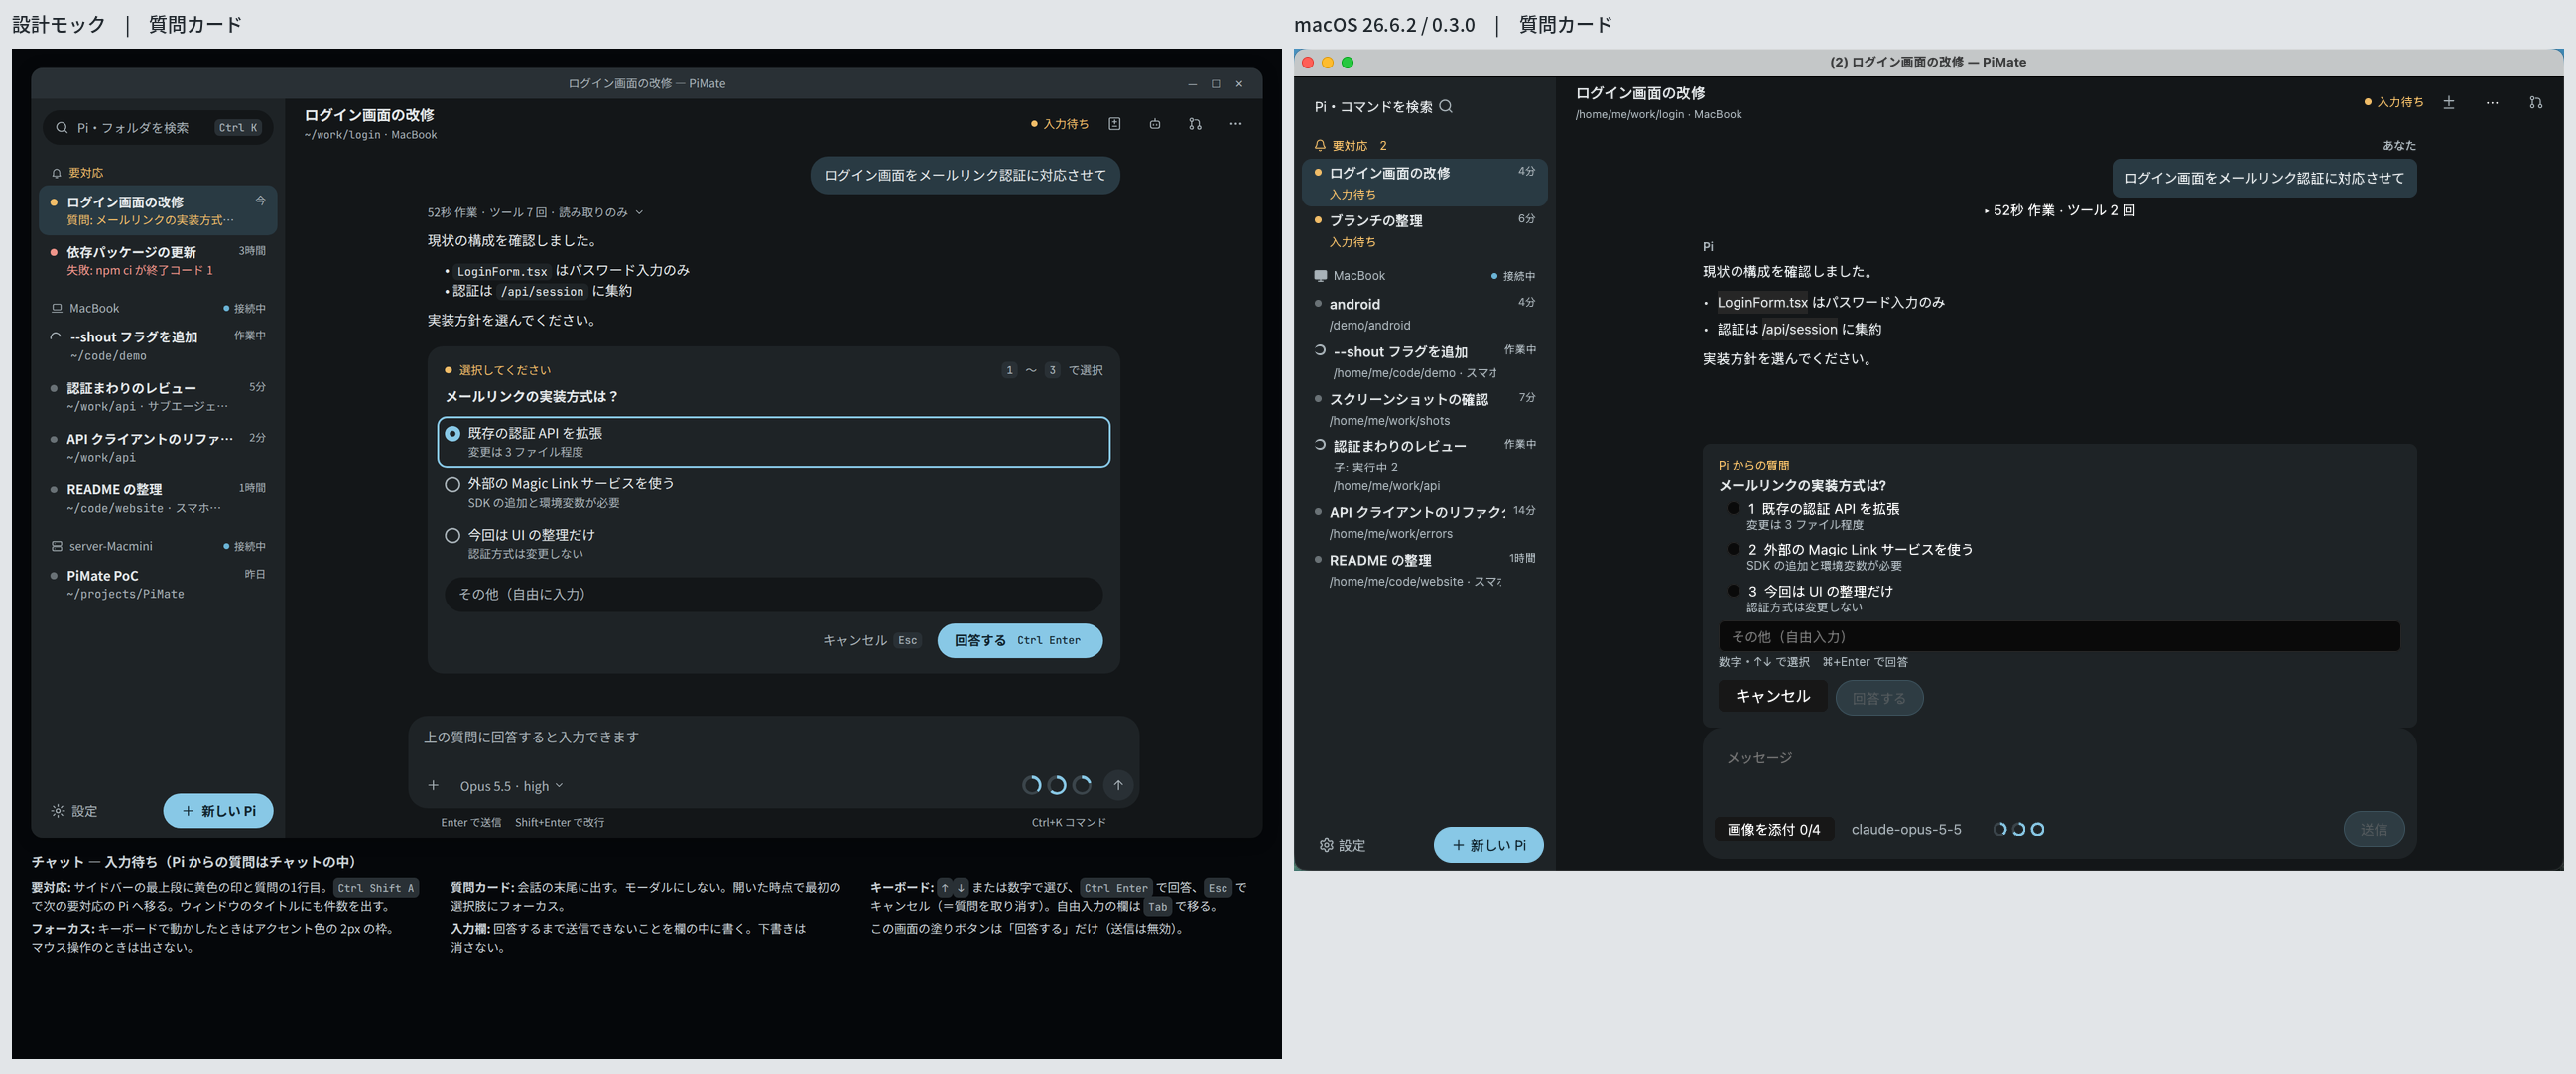 設計モック | 質問カード
ログイン画面の改修 — PiMate
Pi・フォルダを検索 Ctrl K
要対応
ログイン画面の改修 今
質問: メールリンクの実装方式…
依存パッケージの更新 3時間
失敗: npm ci が終了コード 1
MacBook 接続中
--shout フラグを追加 作業中
~/code/demo
認証まわりのレビュー 5分
~/work/api · サブエージェ…
API クライアントのリファ… 2分
~/work/api
README の整理 1時間
~/code/website · スマホ…
server-Macmini 接続中
PiMate PoC 昨日
~/projects/PiMate
設定 + 新しい Pi
ログイン画面の改修
~/work/login · MacBook
入力待ち
ログイン画面をメールリンク認証に対応させて
52秒 作業 · ツール 7 回 · 読み取りのみ
現状の構成を確認しました。
• LoginForm.tsx はパスワード入力のみ
• 認証は /api/session に集約
実装方針を選んでください。
選択してください 1 〜 3 で選択
メールリンクの実装方式は？
既存の認証 API を拡張
変更は 3 ファイル程度
外部の Magic Link サービスを使う
SDK の追加と環境変数が必要
今回は UI の整理だけ
認証方式は変更しない
その他（自由に入力）
キャンセル Esc 回答する Ctrl Enter
上の質問に回答すると入力できます
+ Opus 5.5 · high
Enter で送信 Shift+Enter で改行 Ctrl+K コマンド
チャット — 入力待ち（Pi からの質問はチャットの中）
要対応: サイドバーの最上段に黄色の印と質問の1行目。 Ctrl Shift A
で次の要対応の Pi へ移る。ウィンドウのタイトルにも件数を出す。
フォーカス: キーボードで動かしたときはアクセント色の 2px の枠。
マウス操作のときは出さない。
質問カード: 会話の末尾に出す。モーダルにしない。開いた時点で最初の
選択肢にフォーカス。
入力欄: 回答するまで送信できないことを欄の中に書く。下書きは
消さない。
キーボード: ↑ ↓ または数字で選び、 Ctrl Enter で回答、 Esc で
キャンセル（＝質問を取り消す）。自由入力の欄は Tab で移る。
この画面の塗りボタンは「回答する」だけ（送信は無効）。
macOS 26.6.2 / 0.3.0 | 質問カード
(2) ログイン画面の改修 — PiMate
Pi・コマンドを検索
要対応 2
ログイン画面の改修 4分
入力待ち
ブランチの整理 6分
入力待ち
MacBook 接続中
android 4分
/demo/android
--shout フラグを追加 作業中
/home/me/code/demo · スマホ
スクリーンショットの確認 7分
/home/me/work/shots
認証まわりのレビュー 作業中
子: 実行中 2
/home/me/work/api
API クライアントのリファク 14分
/home/me/work/errors
README の整理 1時間
/home/me/code/website · スマ
設定 + 新しい Pi
ログイン画面の改修
/home/me/work/login · MacBook
入力待ち
あなた
ログイン画面をメールリンク認証に対応させて
▸ 52秒 作業 · ツール 2 回
Pi
現状の構成を確認しました。
• LoginForm.tsx はパスワード入力のみ
• 認証は /api/session に集約
実装方針を選んでください。
Pi からの質問
メールリンクの実装方式は?
1 既存の認証 API を拡張
変更は 3 ファイル程度
2 外部の Magic Link サービスを使う
SDK の追加と環境変数が必要
3 今回は UI の整理だけ
認証方式は変更しない
その他（自由入力）
数字・↑↓ で選択 ⌘+Enter で回答
キャンセル 回答する
メッセージ
画像を添付 0/4 claude-opus-5-5 送信